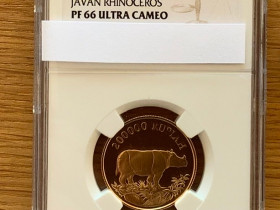 JAVAN RHINOCEROS
PF 66 ULTRA CAMEO
200000 RUPIAH